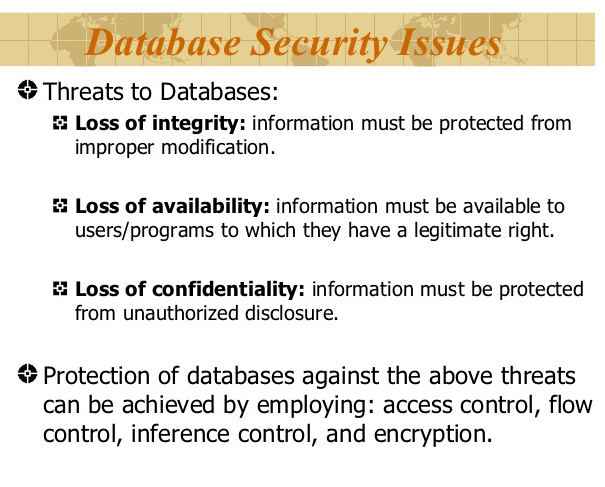 Database Security Issues
Threats to Databases:
Loss of integrity: information must be protected from
improper modification.
Loss of availability: information must be available to
users/programs to which they have a legitimate right.
Loss of confidentiality: information must be protected
from unauthorized disclosure.
Protection of databases against the above threats
can be achieved by employing: access control, flow
control, inference control, and encryption.